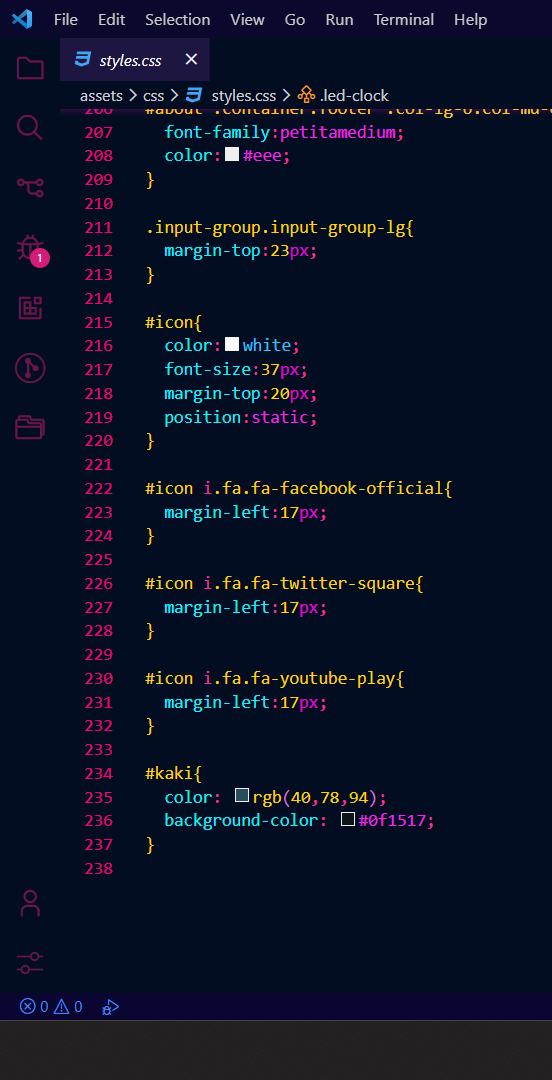 File Edit Selection View Go Run Terminal Help
styles.css
assets > css > styles.css > .led-clock
207 font-family:petitamedium;
208 color:#eee;
209 }
210
211 .input-group.input-group-lg{
212 margin-top:23px;
213 }
214
215 #icon{
216 color:white;
217 font-size:37px;
218 margin-top:20px;
219 position:static;
220 }
221
222 #icon i.fa.fa-facebook-official{
223 margin-left:17px;
224 }
225
226 #icon i.fa.fa-twitter-square{
227 margin-left:17px;
228 }
229
230 #icon i.fa.fa-youtube-play{
231 margin-left:17px;
232 }
233
234 #kaki{
235 color: rgb(40,78,94);
236 background-color: #0f1517;
237 }
238
1
0 0